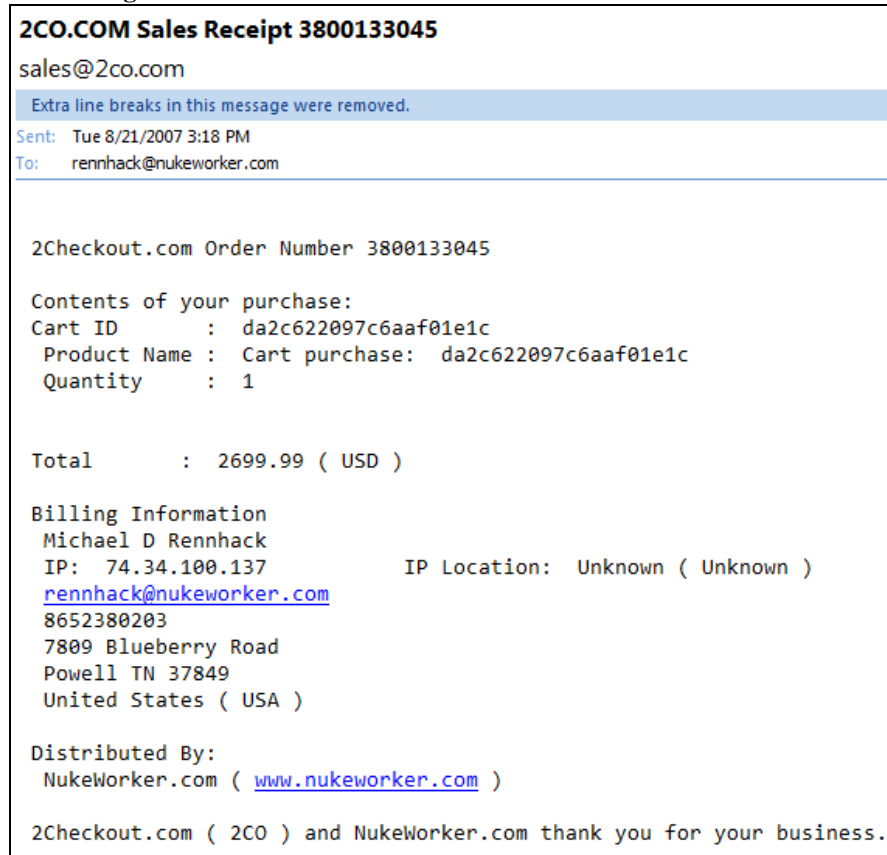 2CO.COM Sales Receipt 3800133045
sales@2co.com
Extra line breaks in this message were removed.
Sent: Tue 8/21/2007 3:18 PM
To: rennhack@nukeworker.com
2Checkout.com Order Number 3800133045
Contents of your purchase:
Cart ID : da2c622097c6aaf01e1c
Product Name : Cart purchase: da2c622097c6aaf01e1c
Quantity : 1
Total : 2699.99 ( USD )
Billing Information
Michael D Rennhack
IP: 74.34.100.137 IP Location: Unknown ( Unknown )
rennhack@nukeworker.com
8652380203
7809 Blueberry Road
Powell TN 37849
United States ( USA )
Distributed By:
NukeWorker.com ( www.nukeworker.com )
2Checkout.com ( 2CO ) and NukeWorker.com thank you for your business.